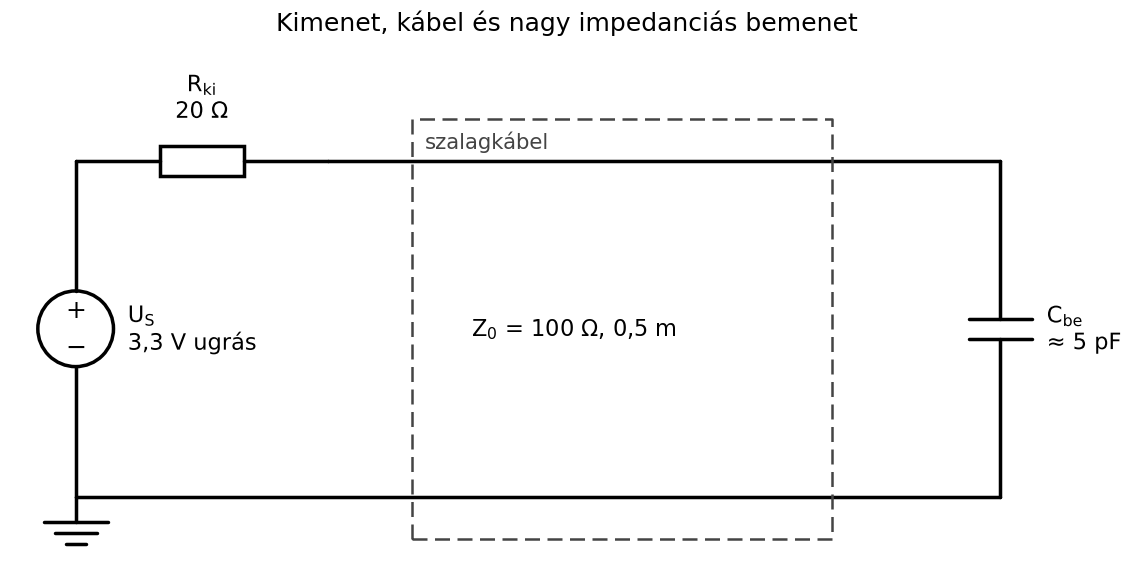 Kimenet, kábel és nagy impedanciás bemenet
Rki
20 Ω
szalagkábel
+
−
US
3,3 V ugrás
Z0 = 100 Ω, 0,5 m
Cbe
≈ 5 pF